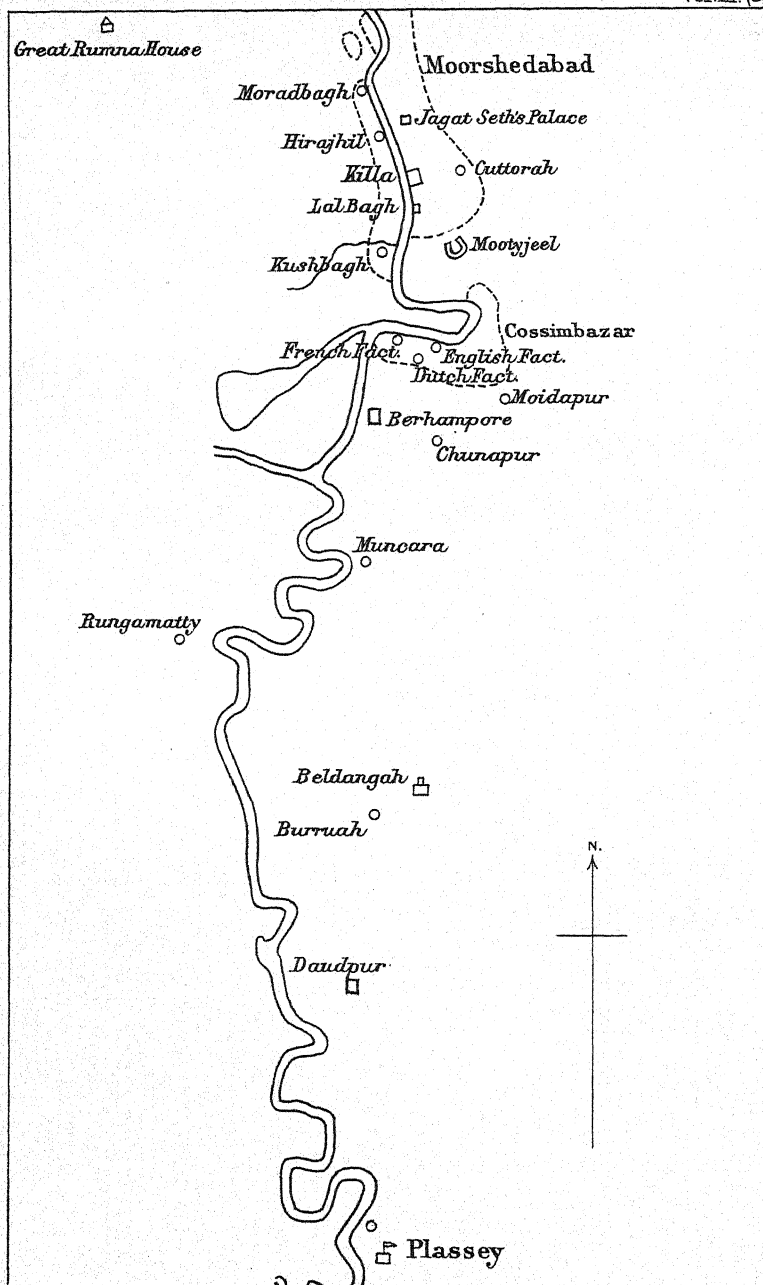 Great Rumna House
Moorshedabad
Moradbagh
Jagat Seth's Palace
Hirajhil
Killa
Cuttorah
Lal Bagh
Mootyjeel
Kushbagh
Cossimbazar
French Fact.
English Fact.
Dutch Fact.
Moidapur
Berhampore
Chunapur
Muncara
Rungamatty
Beldangah
Burruah
N.
Daudpur
Plassey